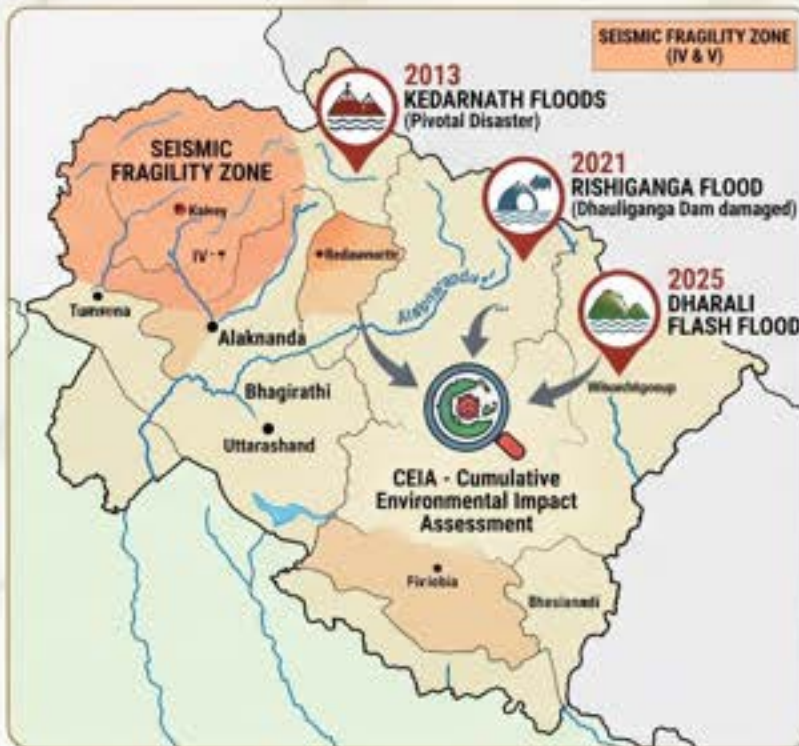 SEISMIC FRAGILITY ZONE
(IV & V)
2013
KEDARNATH FLOODS
(Pivotal Disaster)
SEISMIC
FRAGILITY ZONE
2021
RISHIGANGA FLOOD
(Dhauliganga Dam damaged)
IV
2025
DHARALI
FLASH FLOOD
Alaknanda
Bhagirathi
Uttarashand
CEIA - Cumulative
Environmental Impact
Assessment